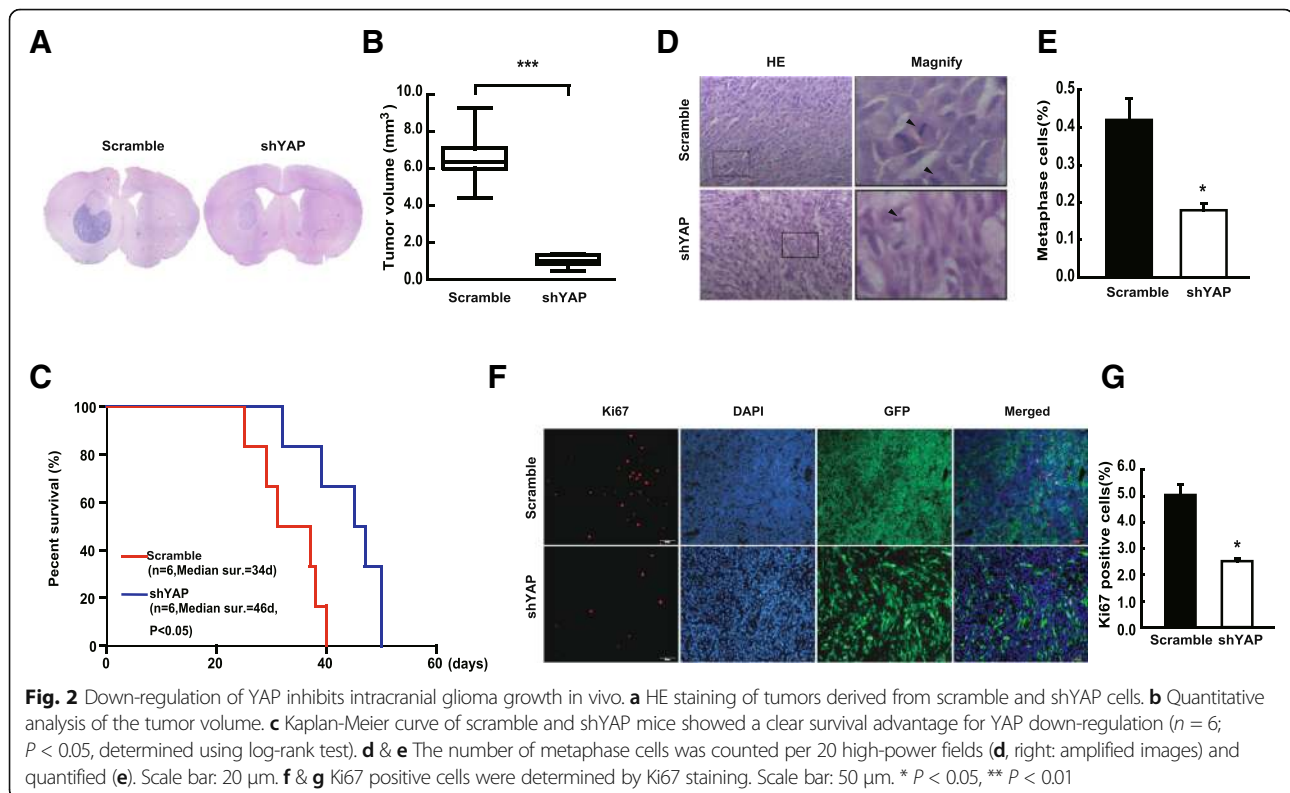 A
Scramble
shYAP
B
***
Tumor volume (mm³)
10.0
8.0
6.0
4.0
2.0
0.0
Scramble
shYAP
D
HE
Magnify
Scramble
shYAP
E
Metaphase cells(%)
0.5
0.4
0.3
0.2
0.1
0.0
*
Scramble
shYAP
C
Pecent survival (%)
100
80
60
40
20
0
Scramble
(n=6,Median sur.=34d)
shYAP
(n=6,Median sur.=46d,
P<0.05)
0
20
40
60
(days)
F
Ki67
DAPI
GFP
Merged
Scramble
shYAP
G
Ki67 positive cells(%)
6.0
5.0
4.0
3.0
2.0
1.0
0.0
*
Scramble
shYAP
Fig. 2 Down-regulation of YAP inhibits intracranial glioma growth in vivo. a HE staining of tumors derived from scramble and shYAP cells. b Quantitative
analysis of the tumor volume. c Kaplan-Meier curve of scramble and shYAP mice showed a clear survival advantage for YAP down-regulation (n = 6;
P < 0.05, determined using log-rank test). d & e The number of metaphase cells was counted per 20 high-power fields (d, right: amplified images) and
quantified (e). Scale bar: 20 μm. f & g Ki67 positive cells were determined by Ki67 staining. Scale bar: 50 μm. * P < 0.05, ** P < 0.01